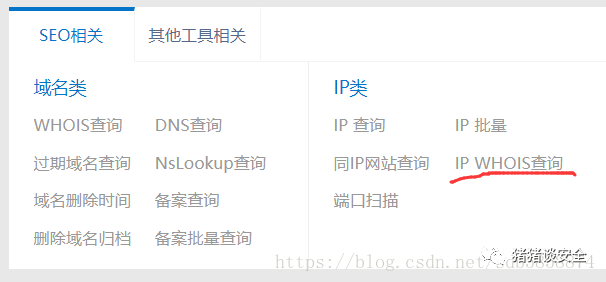 SEO相关 其他工具相关
域名类 IP类
WHOIS查询 DNS查询 IP 查询 IP 批量
过期域名查询 NsLookup查询 同IP网站查询 IP WHOIS查询
域名删除时间 备案查询 端口扫描
删除域名归档 备案批量查询
猪猪谈安全
https://blog.csdn.net/